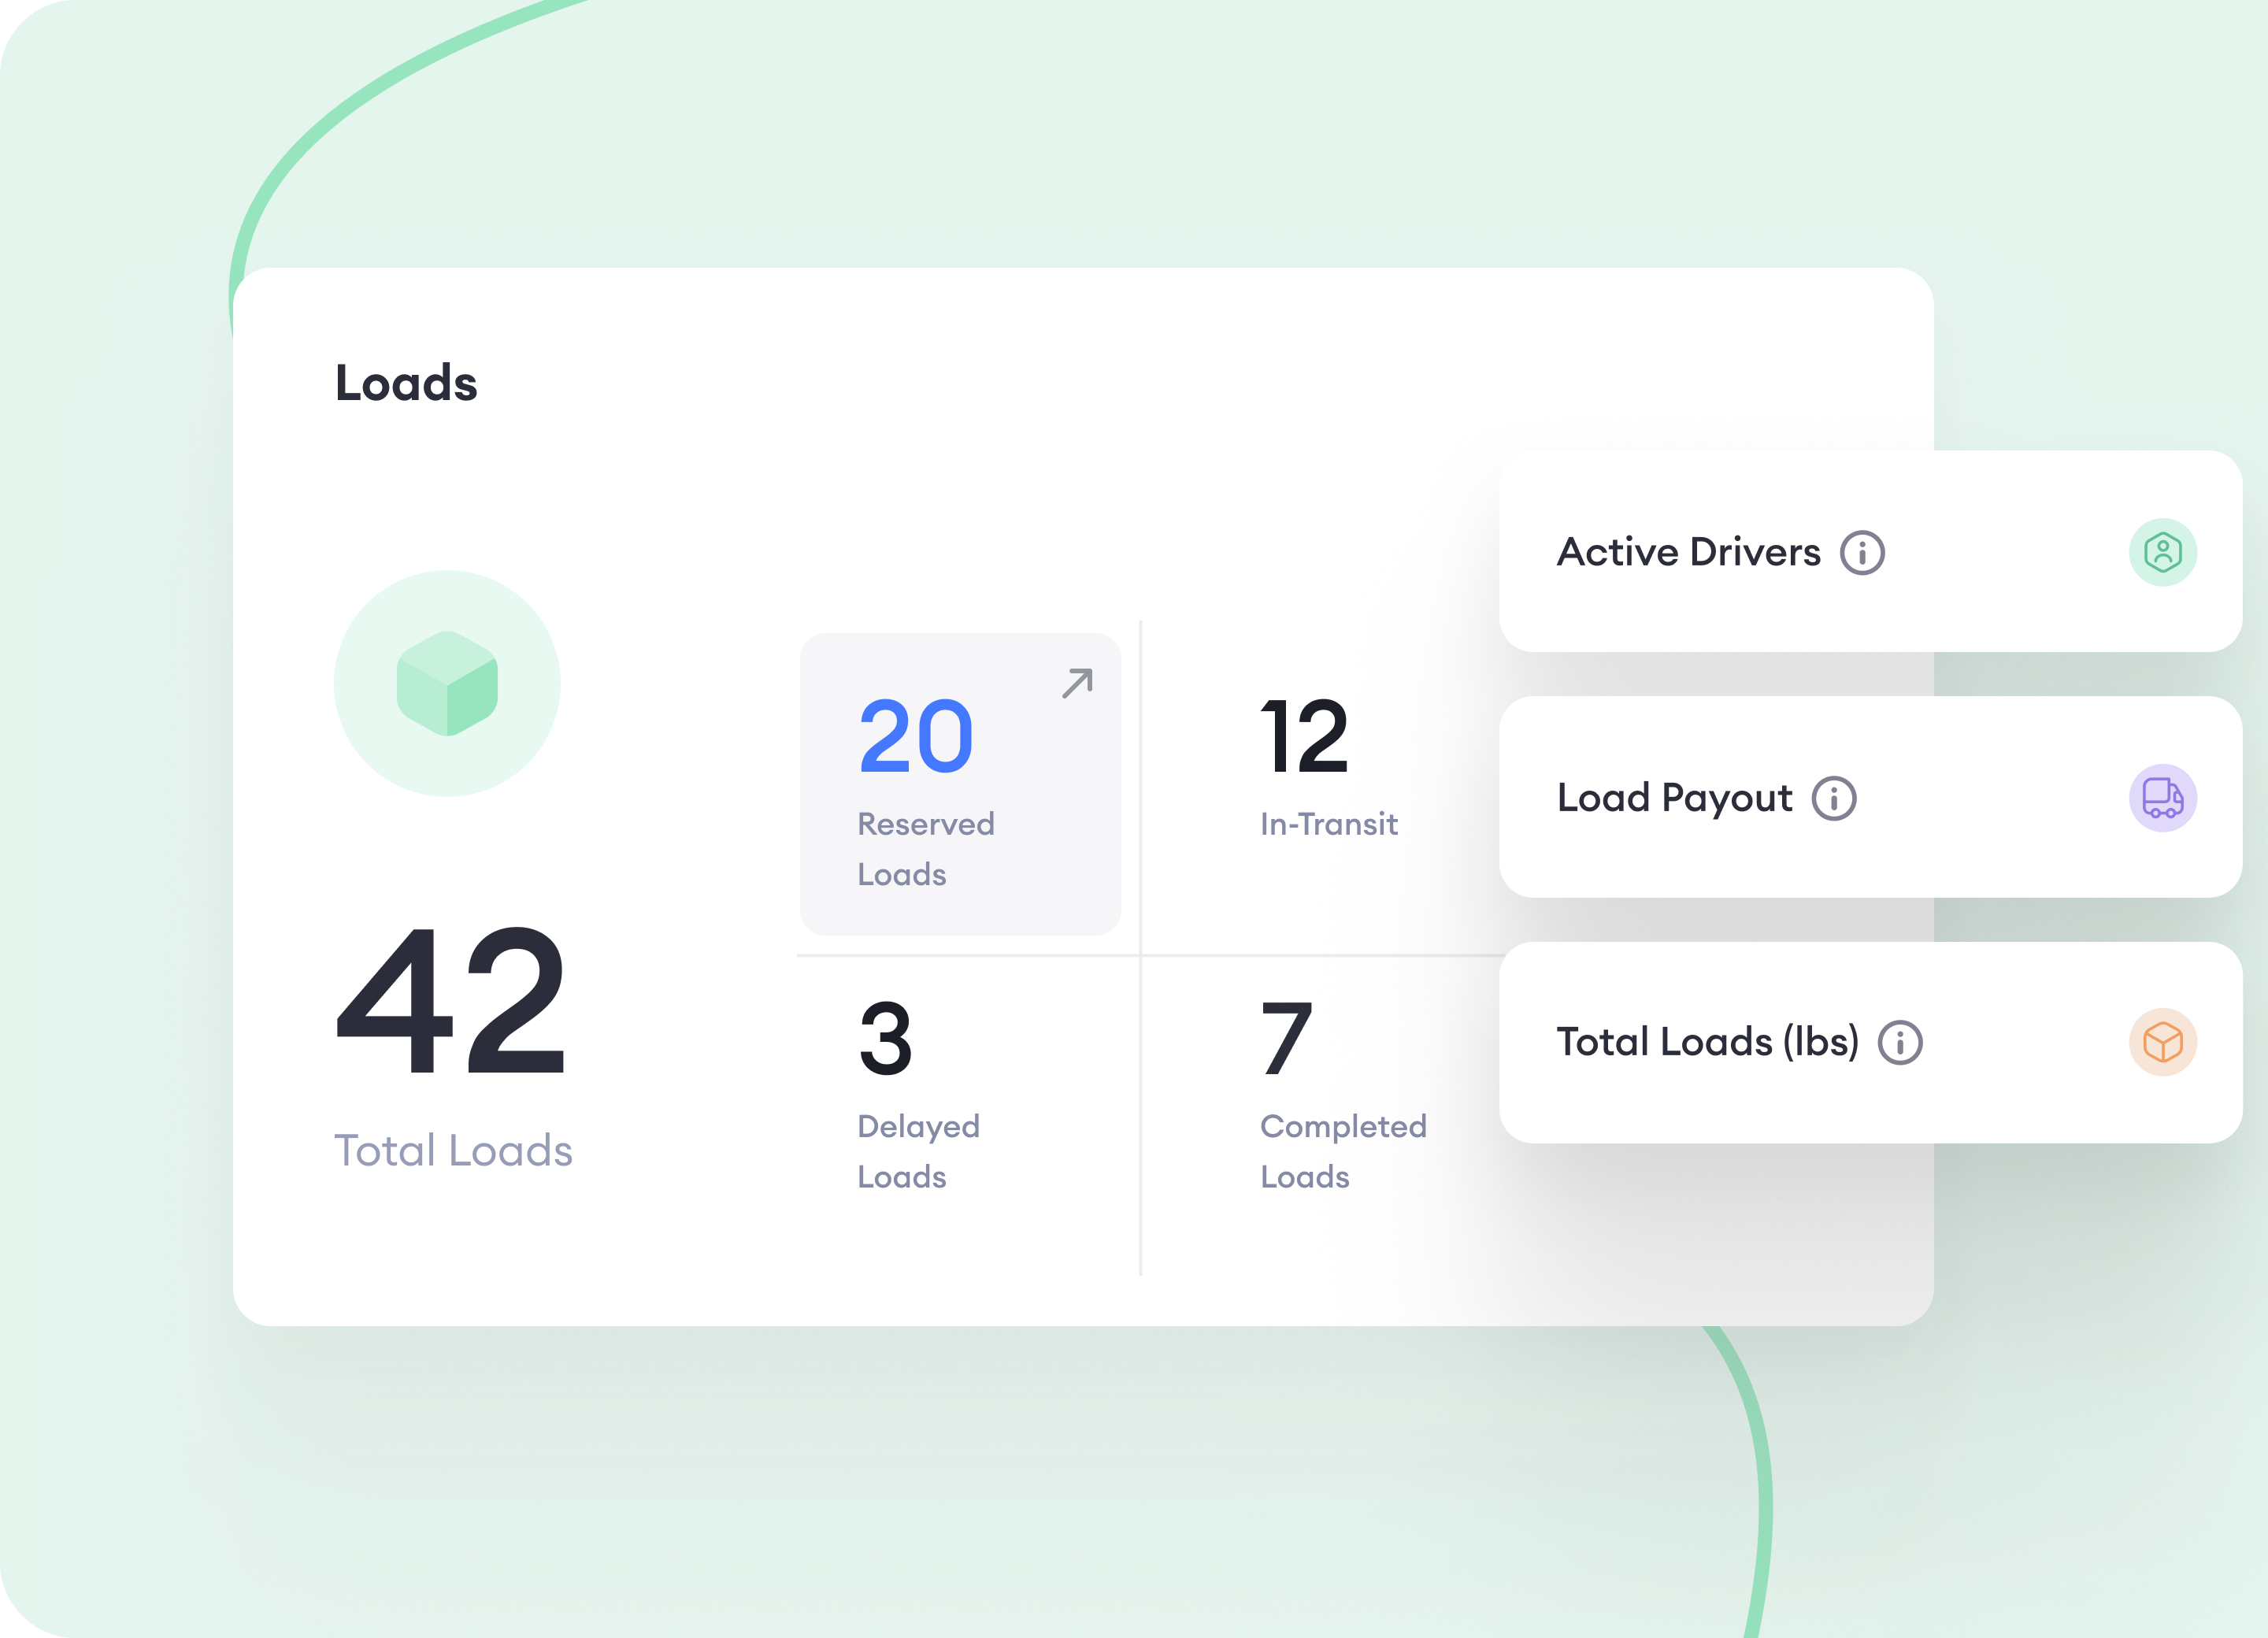 Loads
42
Total Loads
20
Reserved
Loads
12
In-Transit
3
Delayed
Loads
7
Completed
Loads
Active Drivers
Load Payout
Total Loads (lbs)